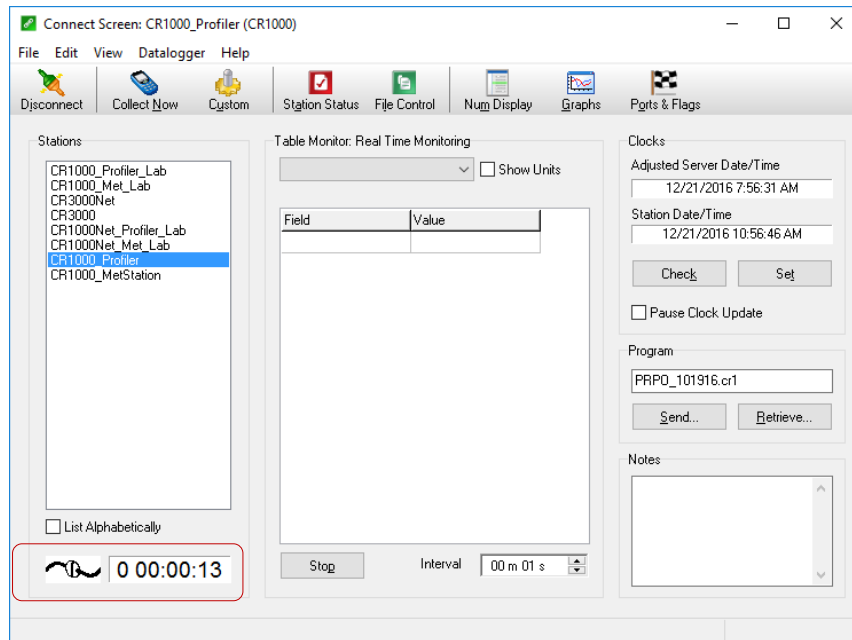 Connect Screen: CR1000_Profiler (CR1000)
File Edit View Datalogger Help
Disconnect Collect Now Custom Station Status File Control Num Display Graphs Ports & Flags
Stations
CR1000_Profiler_Lab
CR1000_Met_Lab
CR3000Net
CR3000
CR1000Net_Profiler_Lab
CR1000Net_Met_Lab
CR1000_Profiler
CR1000_MetStation
List Alphabetically
0 00:00:13
Table Monitor: Real Time Monitoring
Show Units
Field Value
Stop Interval 00 m 01 s
Clocks
Adjusted Server Date/Time
12/21/2016 7:56:31 AM
Station Date/Time
12/21/2016 10:56:46 AM
Check Set
Pause Clock Update
Program
PRPO_101916.cr1
Send... Retrieve...
Notes